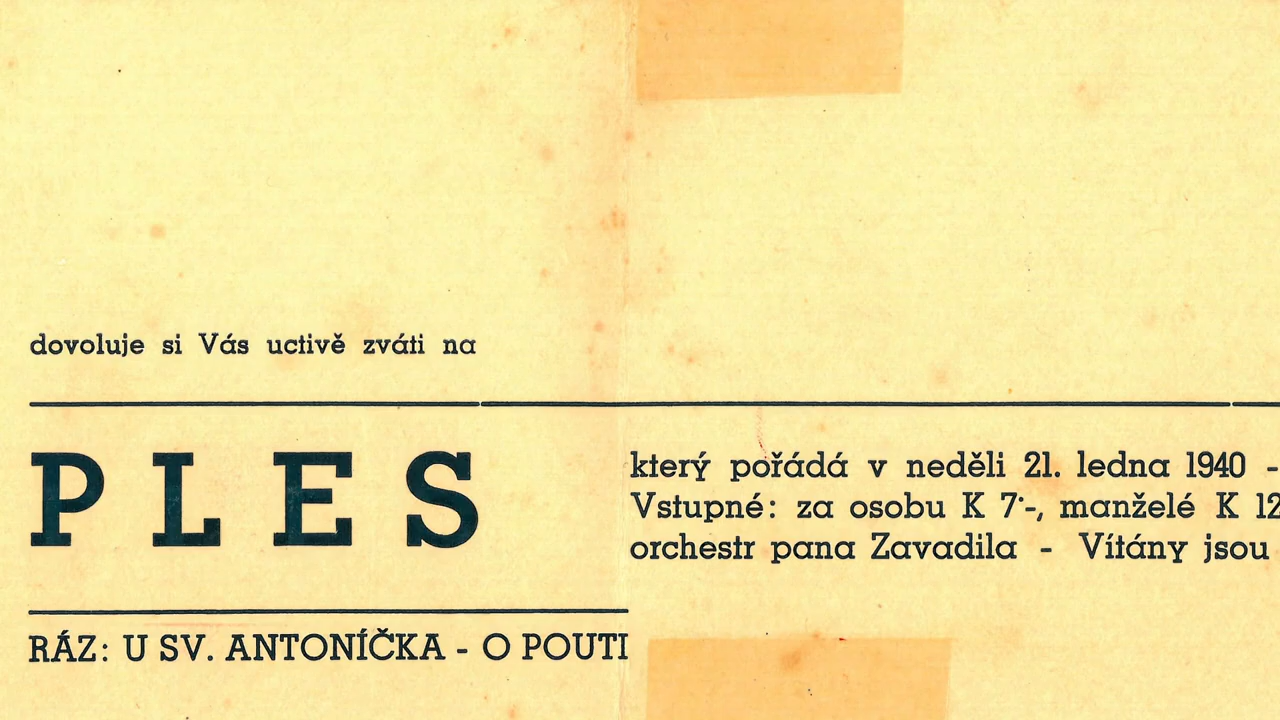 dovoluje si Vás uctivě zváti na
PLES
který pořádá v neděli 21. ledna 1940 -
Vstupné: za osobu K 7·-, manželé K 12
orchestr pana Zavadila - Vítány jsou
RÁZ: U SV. ANTONÍČKA - O POUTI